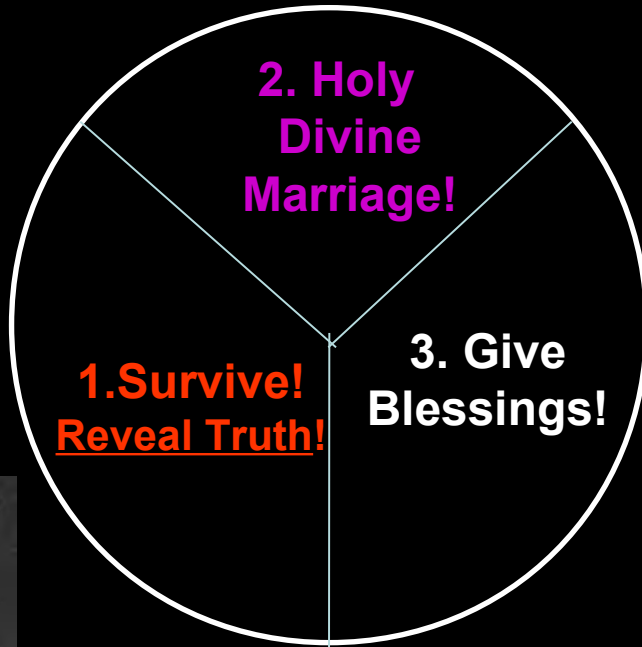 2. Holy
Divine
Marriage!
1.Survive!
Reveal Truth!
3. Give
Blessings!